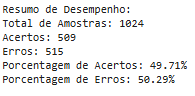 Resumo de Desempenho:
Total de Amostras: 1024
Acertos: 509
Erros: 515
Porcentagem de Acertos: 49.71%
Porcentagem de Erros: 50.29%